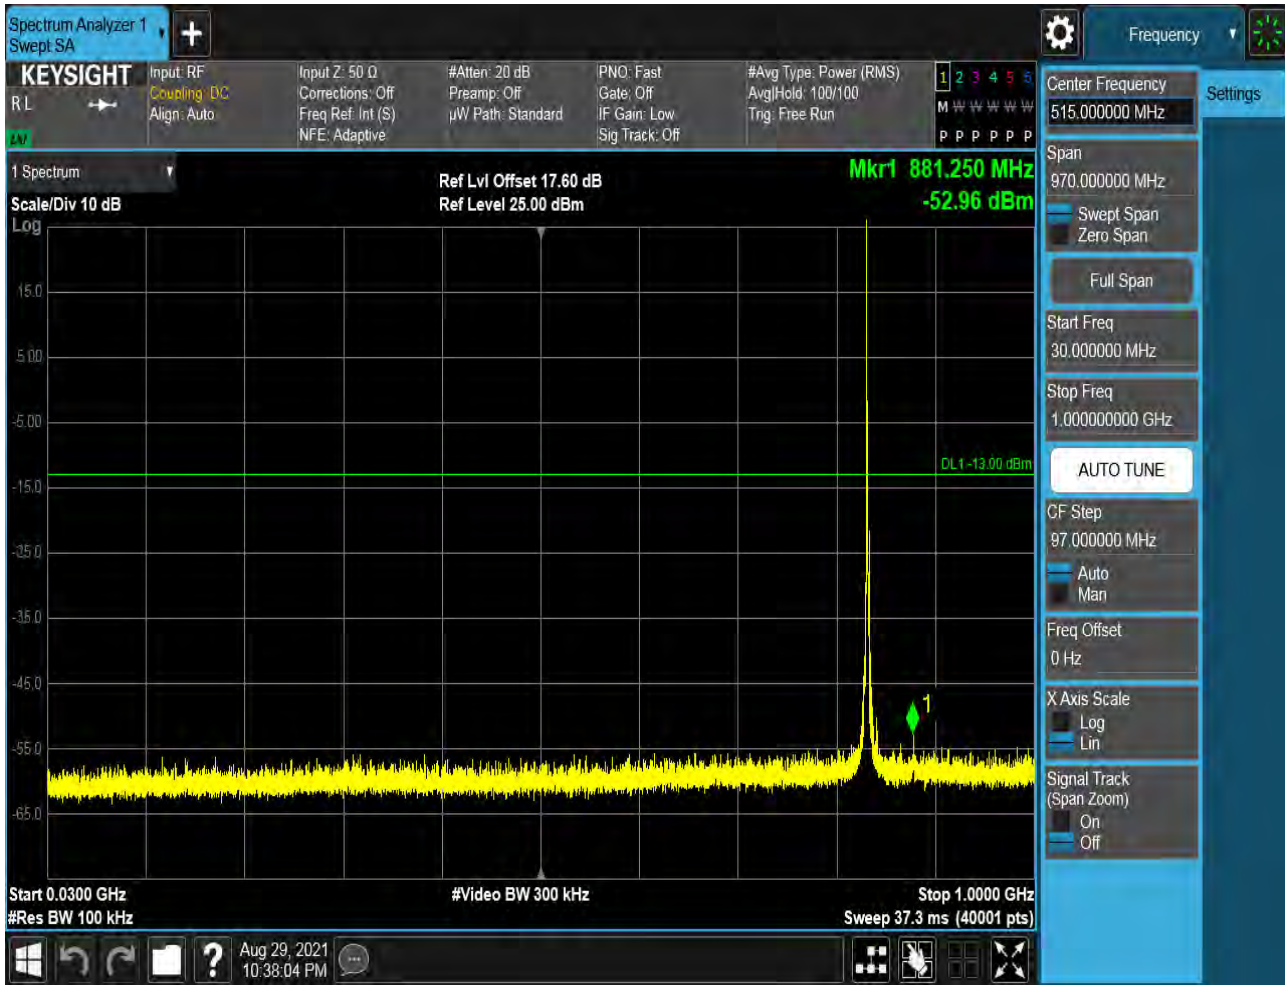 Spectrum Analyzer 1
Swept SA
Frequency
KEYSIGHT
R L
LNI
Input: RF
Coupling: DC
Align: Auto
Input Z: 50 Ω
Corrections: Off
Freq Ref: Int (S)
NFE: Adaptive
#Atten: 20 dB
Preamp: Off
µW Path: Standard
PNO: Fast
Gate: Off
IF Gain: Low
Sig Track: Off
#Avg Type: Power (RMS)
Avg|Hold: 100/100
Trig: Free Run
1 2 3 4 5 6
M W W W W W
P P P P P P
1 Spectrum
Scale/Div 10 dB
Log
Ref Lvl Offset 17.60 dB
Ref Level 25.00 dBm
Mkr1 881.250 MHz
-52.96 dBm
15.0
5.00
-5.00
-15.0
-25.0
-35.0
-45.0
-55.0
-65.0
DL1 -13.00 dBm
1
Start 0.0300 GHz
#Res BW 100 kHz
#Video BW 300 kHz
Stop 1.0000 GHz
Sweep 37.3 ms (40001 pts)
Aug 29, 2021
10:38:04 PM
Center Frequency
515.000000 MHz
Span
970.000000 MHz
Swept Span
Zero Span
Full Span
Start Freq
30.000000 MHz
Stop Freq
1.000000000 GHz
AUTO TUNE
CF Step
97.000000 MHz
Auto
Man
Freq Offset
0 Hz
X Axis Scale
Log
Lin
Signal Track
(Span Zoom)
On
Off
Settings